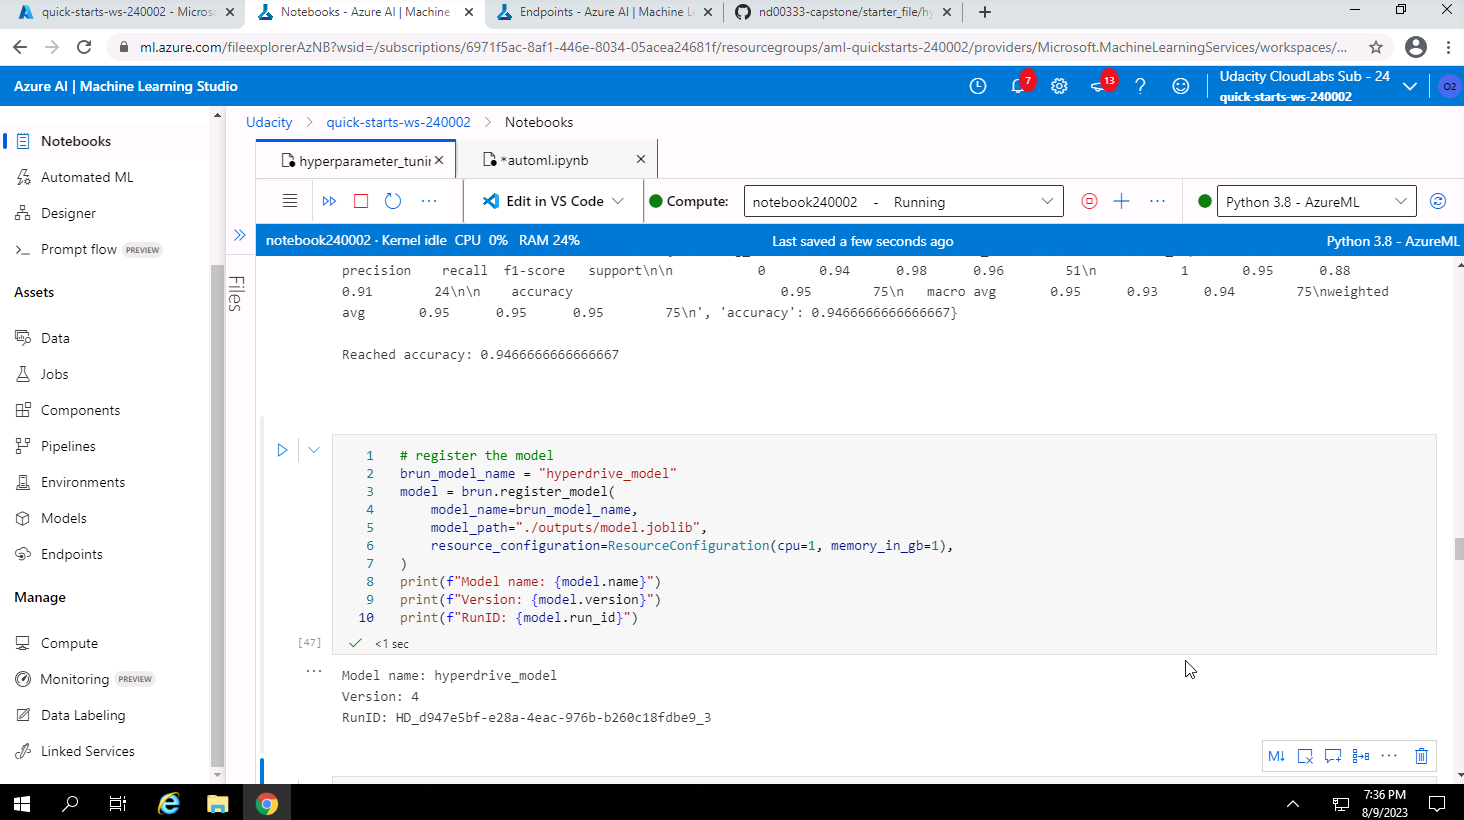 quick-starts-ws-240002 - Micros
Notebooks - Azure AI | Machine
Endpoints - Azure AI | Machine L
nd00333-capstone/starter_file/hy
ml.azure.com/fileexplorerAzNB?wsid=/subscriptions/6971f5ac-8af1-446e-8034-05acea24681f/resourcegroups/aml-quickstarts-240002/providers/Microsoft.MachineLearningServices/workspaces/...
Azure AI | Machine Learning Studio
7
13
Udacity CloudLabs Sub - 24
quick-starts-ws-240002
O2
Notebooks
Automated ML
Designer
Prompt flow PREVIEW
Assets
Data
Jobs
Components
Pipelines
Environments
Models
Endpoints
Manage
Compute
Monitoring PREVIEW
Data Labeling
Linked Services
Udacity > quick-starts-ws-240002 > Notebooks
hyperparameter_tunir
*automl.ipynb
Edit in VS Code
Compute: notebook240002 - Running
Python 3.8 - AzureML
notebook240002 · Kernel idle CPU 0% RAM 24%
Last saved a few seconds ago
Python 3.8 - AzureML
Files
precision recall f1-score support\n\n 0 0.94 0.98 0.96 51\n 1 0.95 0.88
0.91 24\n\n accuracy 0.95 75\n macro avg 0.95 0.93 0.94 75\nweighted
avg 0.95 0.95 0.95 75\n', 'accuracy': 0.9466666666666667}
Reached accuracy: 0.9466666666666667
1 # register the model
2 brun_model_name = "hyperdrive_model"
3 model = brun.register_model(
4 model_name=brun_model_name,
5 model_path="./outputs/model.joblib",
6 resource_configuration=ResourceConfiguration(cpu=1, memory_in_gb=1),
7 )
8 print(f"Model name: {model.name}")
9 print(f"Version: {model.version}")
10 print(f"RunID: {model.run_id}")
[47] <1 sec
Model name: hyperdrive_model
Version: 4
RunID: HD_d947e5bf-e28a-4eac-976b-b260c18fdbe9_3
M↓
7:36 PM
8/9/2023